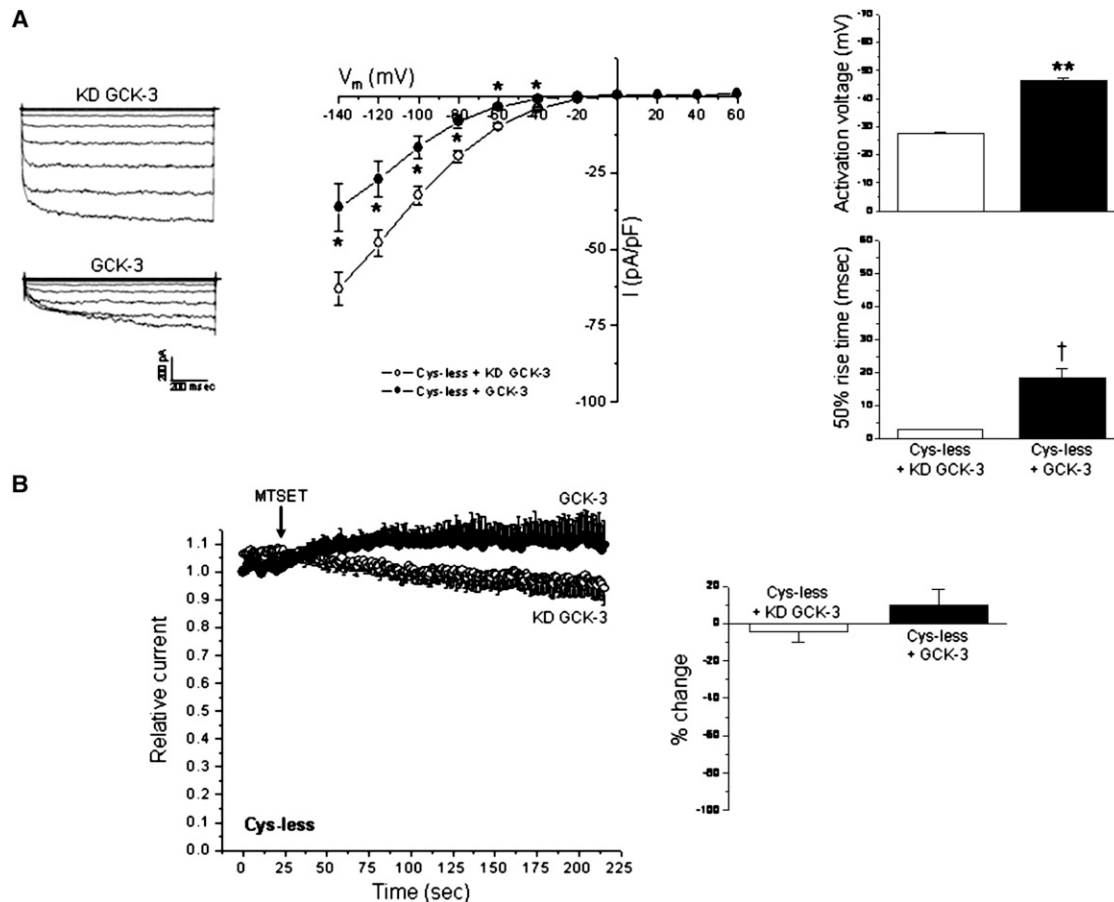 A
KD GCK-3
GCK-3
200 pA
200 msec
Vm (mV)
-140 -120 -100 -80 -60 -40 -20 20 40 60
* *
*
*
*
*
-25
-50
-75
-100
I (pA/pF)
Cys-less + KD GCK-3
Cys-less + GCK-3
Activation voltage (mV)
-70
-60
-50
-40
-30
-20
-10
**
50% rise time (msec)
60
50
40
30
20
10
0
†
Cys-less + KD GCK-3
Cys-less + GCK-3
B
MTSET
GCK-3
KD GCK-3
Relative current
1.1
1.0
0.9
0.8
0.7
0.6
0.5
0.4
0.3
0.2
0.1
0.0
Cys-less
0 25 50 75 100 125 150 175 200 225
Time (sec)
% change
20
0
-20
-40
-60
-80
-100
Cys-less
+ KD GCK-3
Cys-less
+ GCK-3